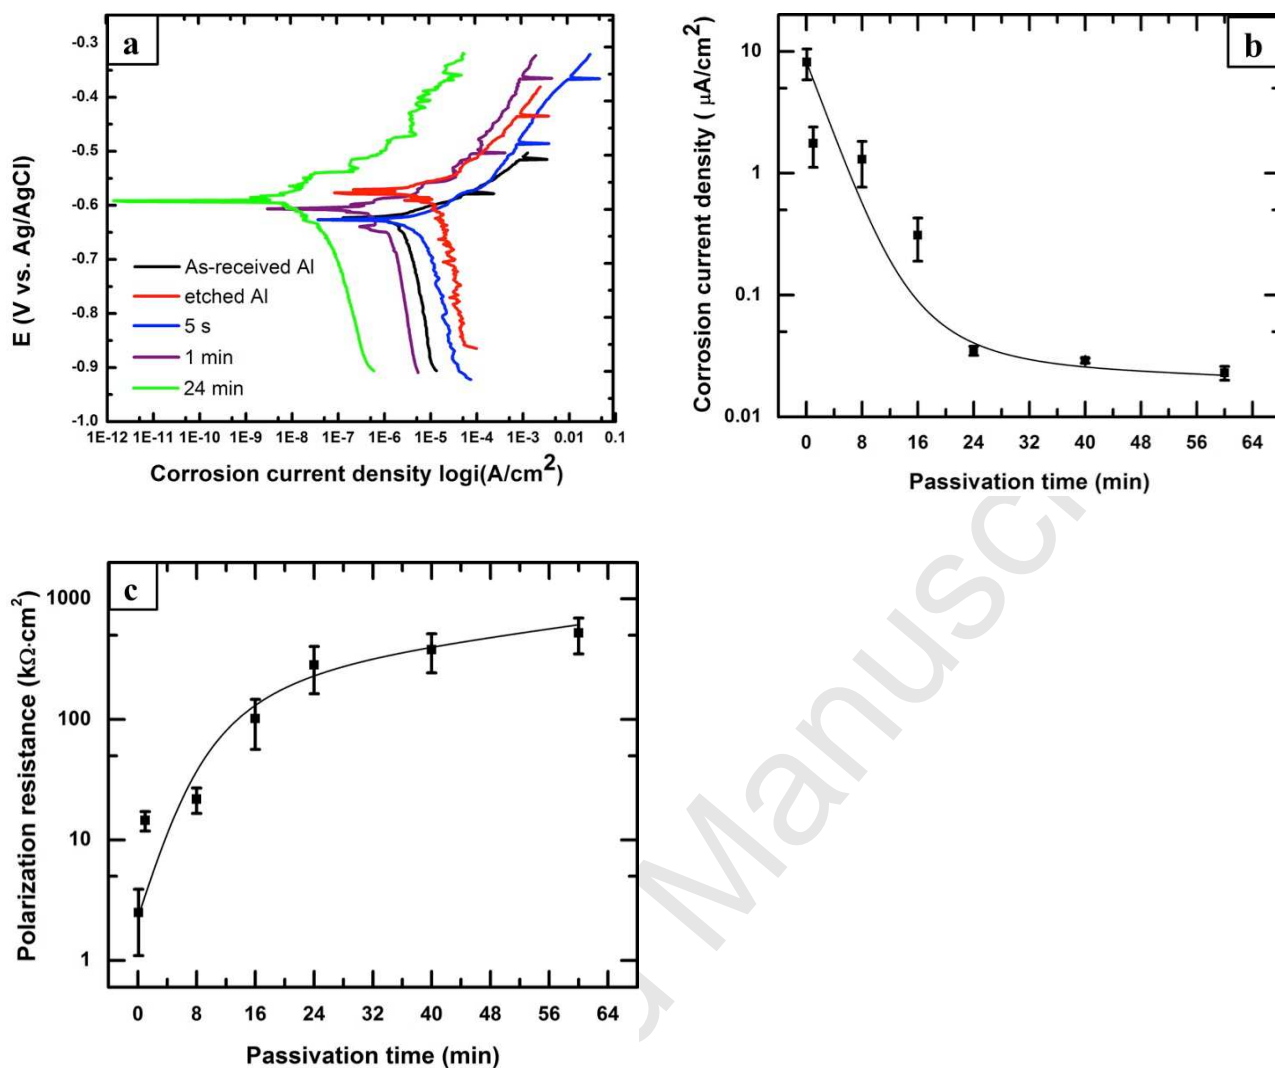 a
-0.3
-0.4
-0.5
-0.6
-0.7
-0.8
-0.9
-1.0
E (V vs. Ag/AgCl)
As-received Al
etched Al
5 s
1 min
24 min
1E-12 1E-11 1E-10 1E-9 1E-8 1E-7 1E-6 1E-5 1E-4 1E-3 0.01 0.1
Corrosion current density logi(A/cm2)
b
10
1
0.1
0.01
Corrosion current density ( μA/cm2)
0 8 16 24 32 40 48 56 64
Passivation time (min)
c
1000
100
10
1
Polarization resistance (kΩ·cm2)
0 8 16 24 32 40 48 56 64
Passivation time (min)
Manusc